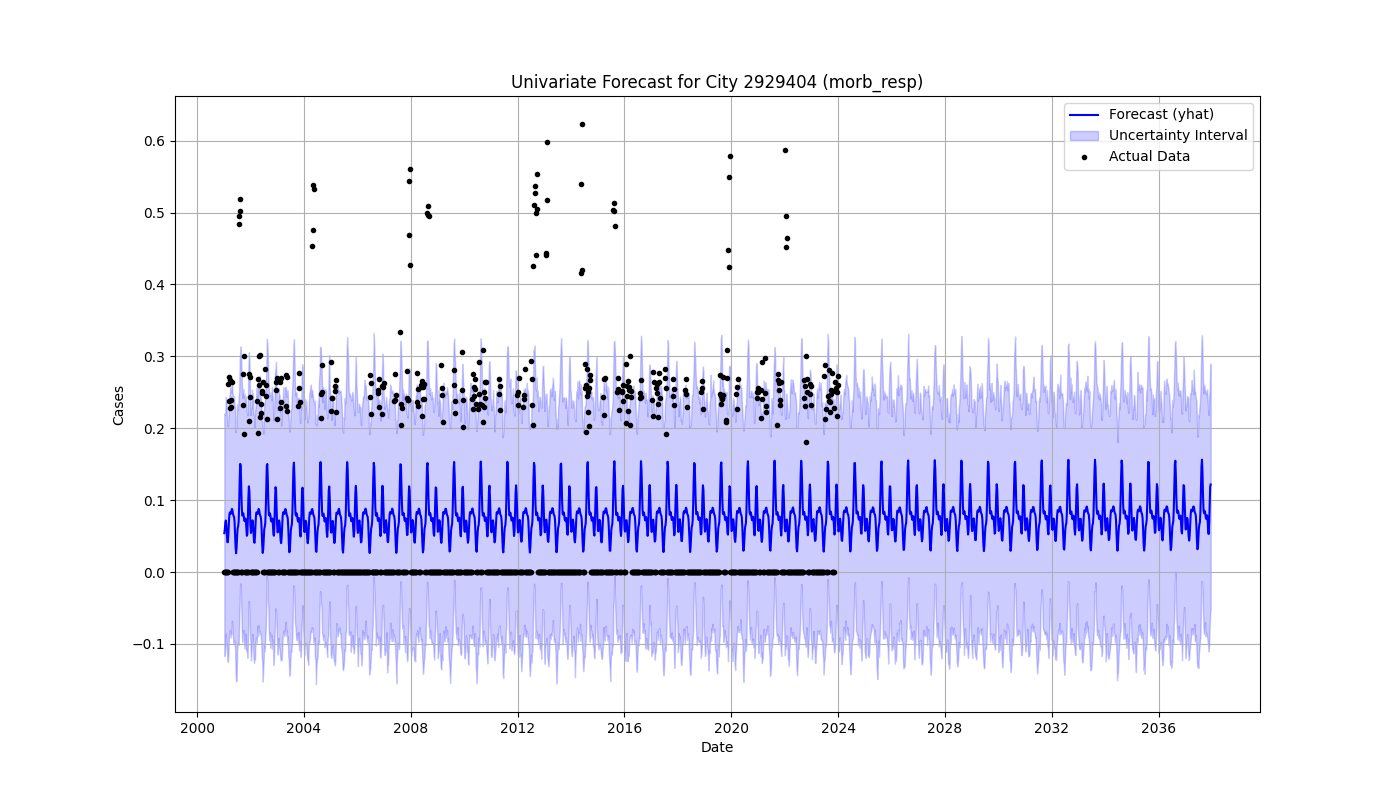 Univariate Forecast for City 2929404 (morb_resp)
Forecast (yhat)
Uncertainty Interval
Actual Data
Cases
0.6
0.5
0.4
0.3
0.2
0.1
0.0
−0.1
2000 2004 2008 2012 2016 2020 2024 2028 2032 2036
Date